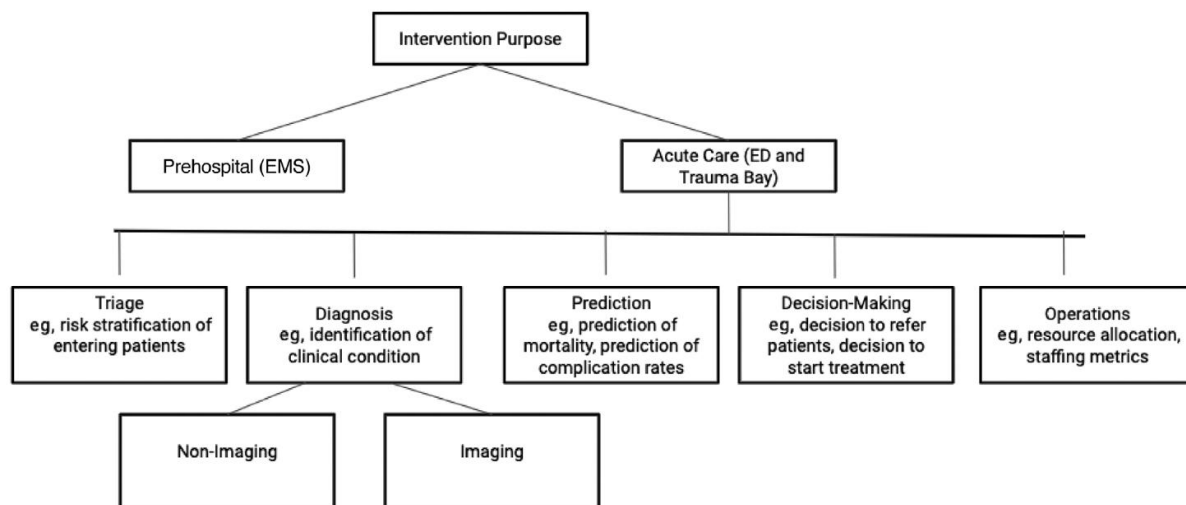 Intervention Purpose
Prehospital (EMS)
Acute Care (ED and
Trauma Bay)
Triage
eg, risk stratification of
entering patients
Diagnosis
eg, identification of
clinical condition
Prediction
eg, prediction of
mortality, prediction of
complication rates
Decision-Making
eg, decision to refer
patients, decision to
start treatment
Operations
eg, resource allocation,
staffing metrics
Non-Imaging
Imaging